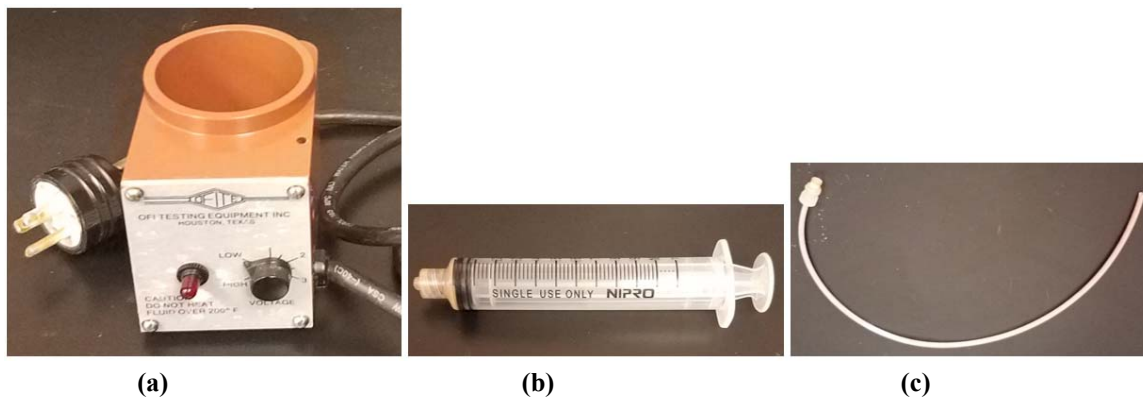 OFI TESTING EQUIPMENT INC
HOUSTON, TEXAS
LOW
2
HIGH
3
VOLTAGE
CAUTION
DO NOT HEAT
FLUID OVER 200° F
SINGLE USE ONLY NIPRO
(a)
(b)
(c)